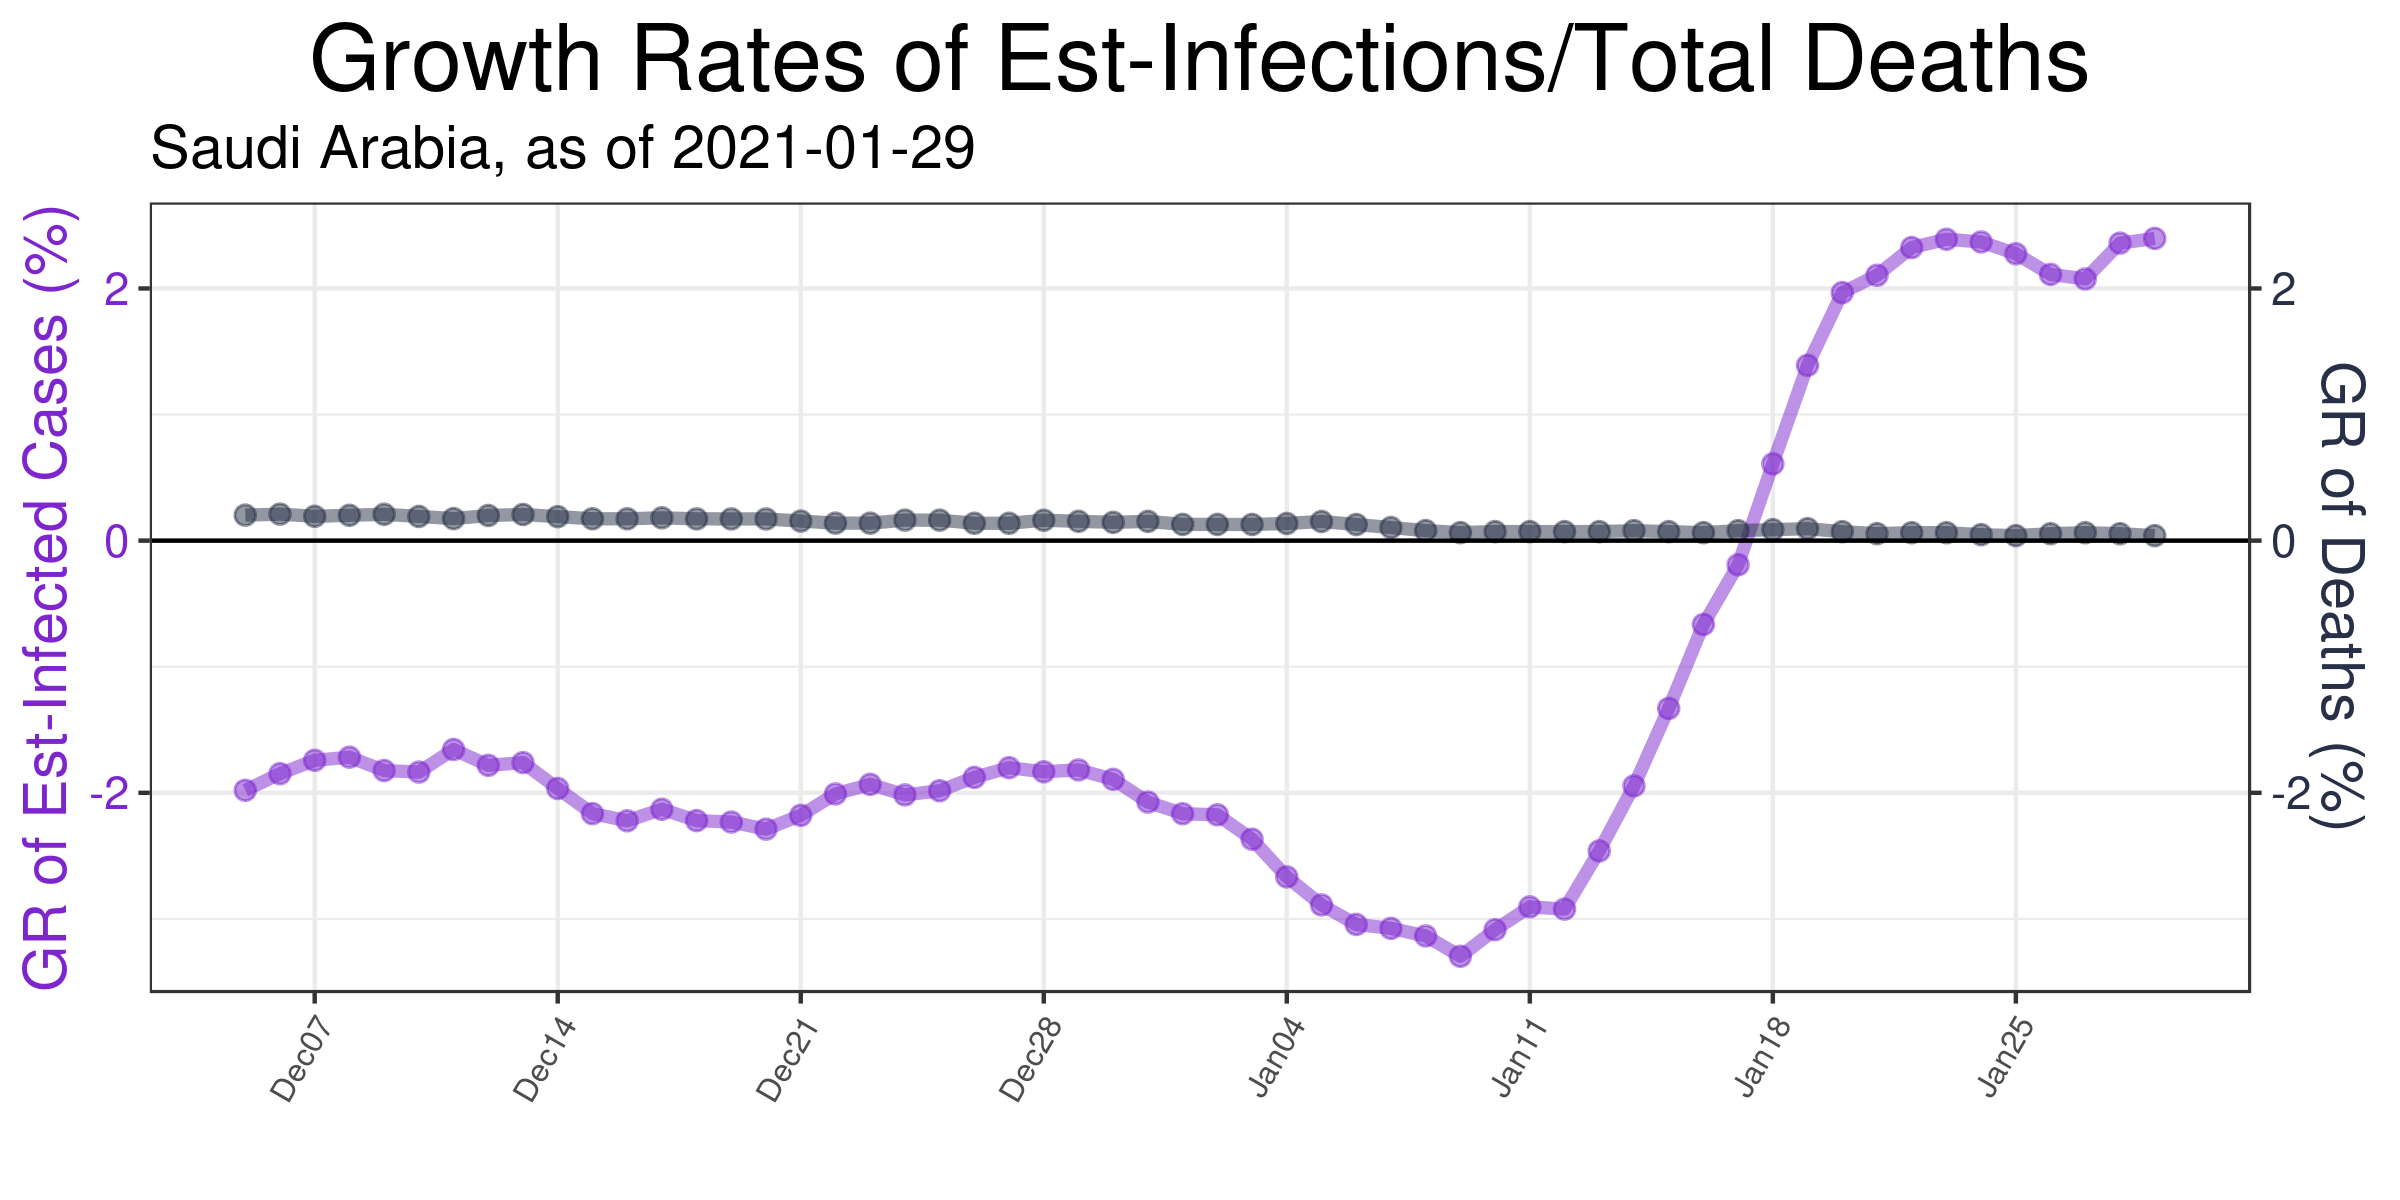 Growth Rates of Est-Infections/Total Deaths
Saudi Arabia, as of 2021-01-29
GR of Est-Infected Cases (%)
2
0
-2
2
0
-2
GR of Deaths (%)
Dec07
Dec14
Dec21
Dec28
Jan04
Jan11
Jan18
Jan25